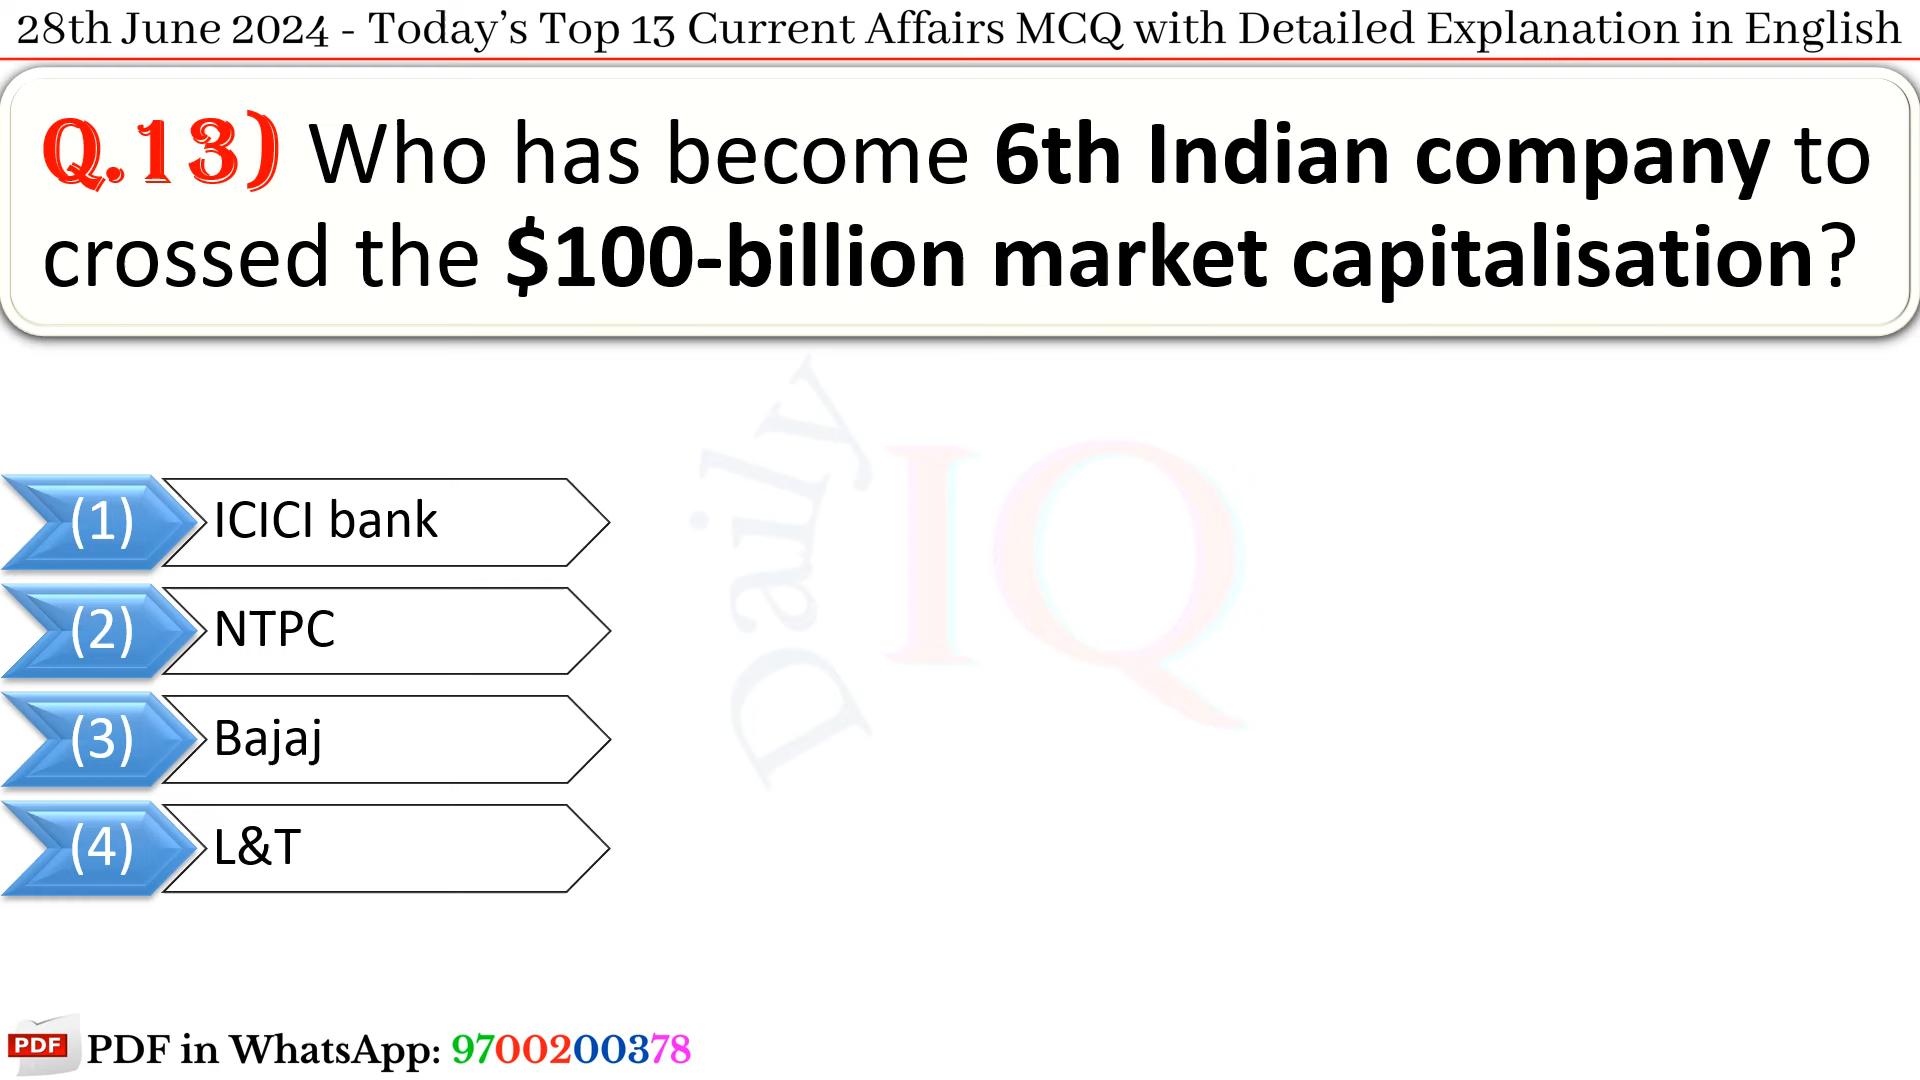 28th June 2024 - Today’s Top 13 Current Affairs MCQ with Detailed Explanation in English
Q.13) Who has become 6th Indian company to
crossed the $100-billion market capitalisation?
Daily
IQ
(1) ICICI bank
(2) NTPC
(3) Bajaj
(4) L&T
PDF PDF in WhatsApp: 9700200378